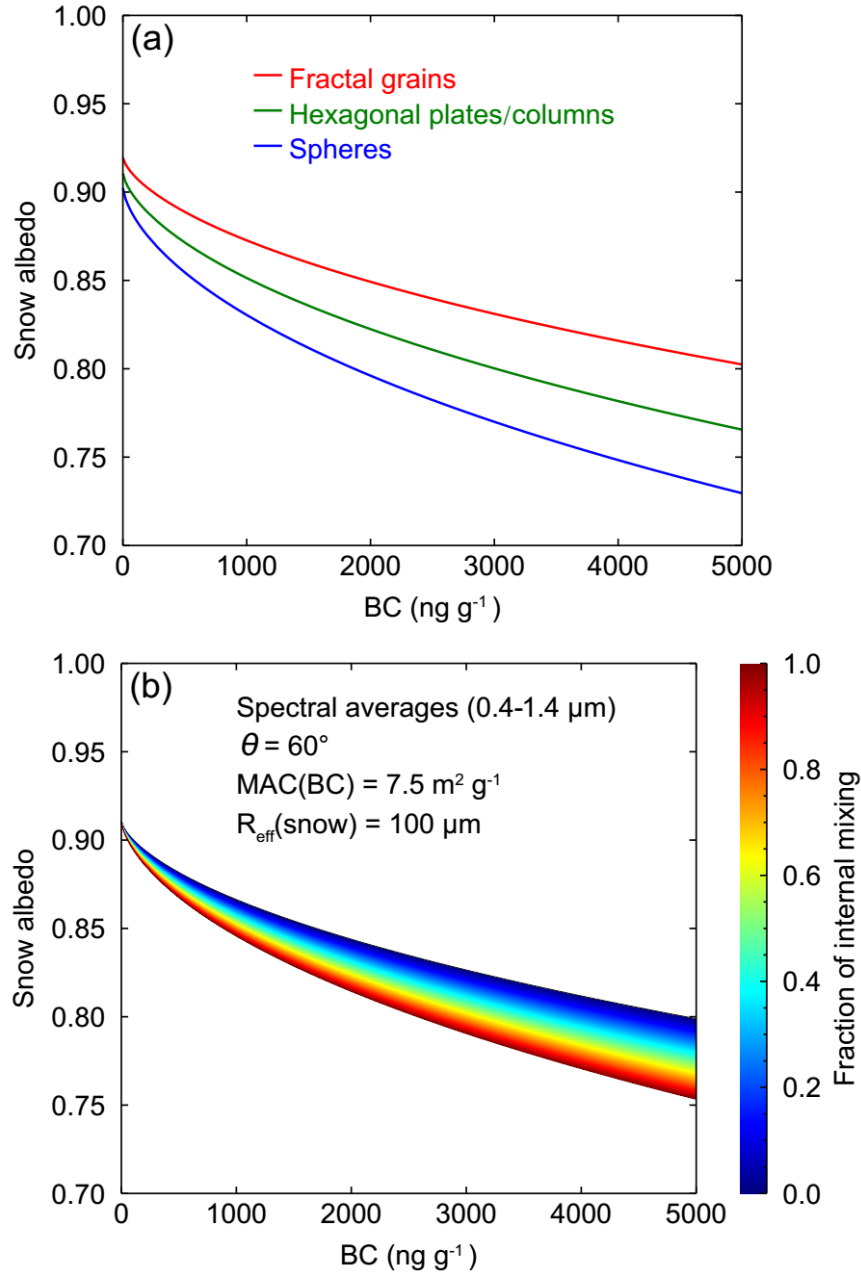 (a)
Fractal grains
Hexagonal plates/columns
Spheres
1.00
0.95
0.90
0.85
0.80
0.75
0.70
Snow albedo
0 1000 2000 3000 4000 5000
BC (ng g⁻¹)
(b)
Spectral averages (0.4-1.4 μm)
θ = 60°
MAC(BC) = 7.5 m² g⁻¹
Reff(snow) = 100 μm
1.00
0.95
0.90
0.85
0.80
0.75
0.70
Snow albedo
0 1000 2000 3000 4000 5000
BC (ng g⁻¹)
1.0
0.8
0.6
0.4
0.2
0.0
Fraction of internal mixing